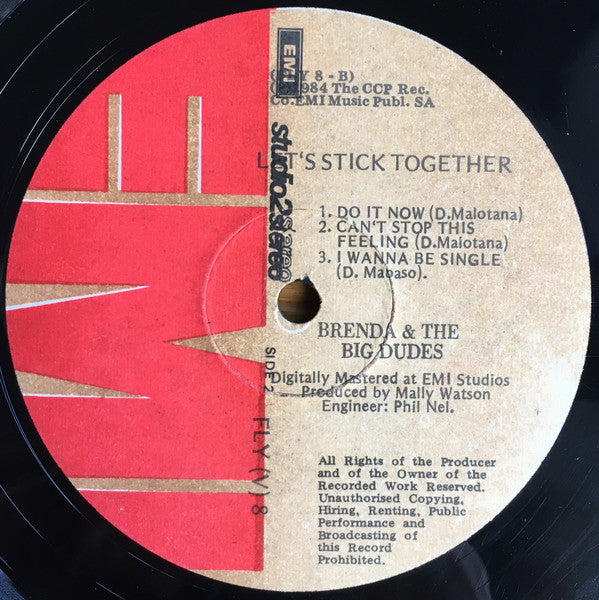 EMI
(FLY 8 - B)
(P) 1984 The CCP Rec.
Co.EMI Music Publ. SA
studio2stereo
stereo
LET'S STICK TOGETHER
1. DO IT NOW (D.Malotana)
2. CAN'T STOP THIS
FEELING (D.Malotana)
3. I WANNA BE SINGLE
(D. Mabaso).
BRENDA & THE
BIG DUDES
SIDE 2 FLY (V) 8
Digitally Mastered at EMI Studios
Produced by Mally Watson
Engineer: Phil Nel.
All Rights of the Producer
and of the Owner of the
Recorded Work Reserved.
Unauthorised Copying,
Hiring, Renting, Public
Performance and
Broadcasting of
this Record
Prohibited.
EMI